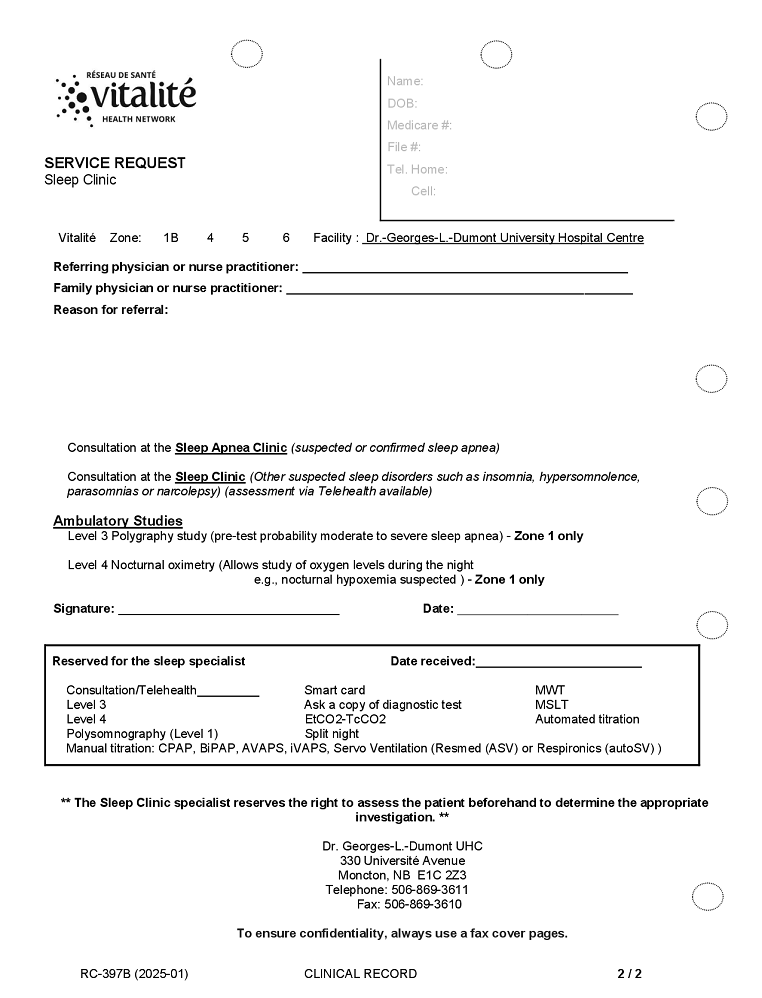 RÉSEAU DE SANTÉ
vitalité
HEALTH NETWORK
Name:
DOB:
Medicare #:
File #:
Tel. Home:
Cell:
SERVICE REQUEST
Sleep Clinic
Vitalité Zone: 1B 4 5 6 Facility : Dr.-Georges-L.-Dumont University Hospital Centre
Referring physician or nurse practitioner: ____
Family physician or nurse practitioner: ____
Reason for referral:
Consultation at the Sleep Apnea Clinic (suspected or confirmed sleep apnea)
Consultation at the Sleep Clinic (Other suspected sleep disorders such as insomnia, hypersomnolence,
parasomnias or narcolepsy) (assessment via Telehealth available)
Ambulatory Studies
Level 3 Polygraphy study (pre-test probability moderate to severe sleep apnea) - Zone 1 only
Level 4 Nocturnal oximetry (Allows study of oxygen levels during the night
e.g., nocturnal hypoxemia suspected ) - Zone 1 only
Signature: ____ Date: ____
Reserved for the sleep specialist Date received:____
Consultation/Telehealth____ Smart card MWT
Level 3 Ask a copy of diagnostic test MSLT
Level 4 EtCO2-TcCO2 Automated titration
Polysomnography (Level 1) Split night
Manual titration: CPAP, BiPAP, AVAPS, iVAPS, Servo Ventilation (Resmed (ASV) or Respironics (autoSV) )
** The Sleep Clinic specialist reserves the right to assess the patient beforehand to determine the appropriate
investigation. **
Dr. Georges-L.-Dumont UHC
330 Université Avenue
Moncton, NB E1C 2Z3
Telephone: 506-869-3611
Fax: 506-869-3610
To ensure confidentiality, always use a fax cover pages.
RC-397B (2025-01) CLINICAL RECORD 2 / 2